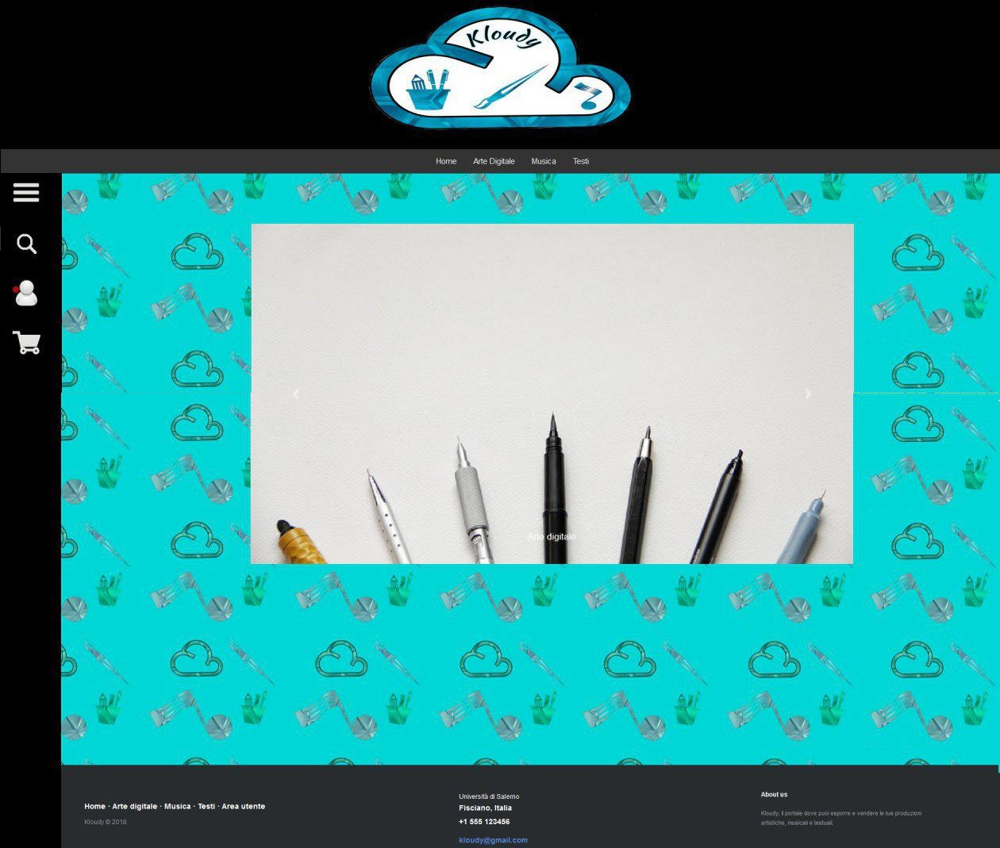 Kloudy
Home Arte Digitale Musica Testi
Arte digitale
Home · Arte digitale · Musica · Testi · Area utente
Kloudy © 2018
Università di Salerno
Fisciano, Italia
+1 555 123456
kloudy@gmail.com
About us
Kloudy, il portale dove puoi esporre e vendere le tue produzioni
artistiche, musicali e testuali.